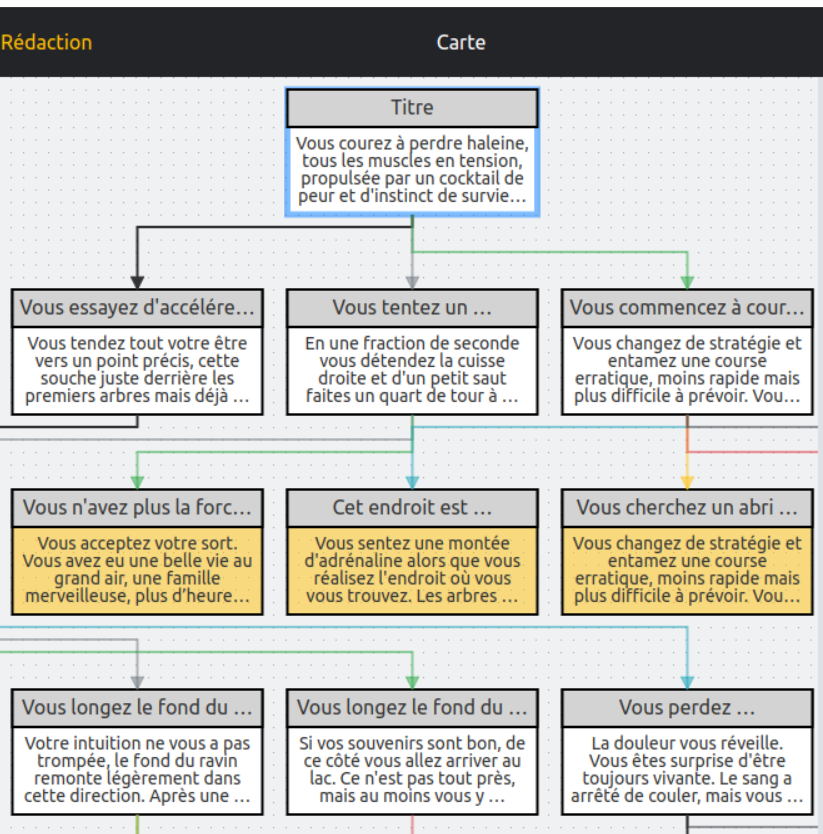 Rédaction
Carte
Titre
Vous courez à perdre haleine,
tous les muscles en tension,
propulsée par un cocktail de
peur et d'instinct de survie…
Vous essayez d'accélére…
Vous tendez tout votre être
vers un point précis, cette
souche juste derrière les
premiers arbres mais déjà …
Vous tentez un …
En une fraction de seconde
vous détendez la cuisse
droite et d'un petit saut
faites un quart de tour à …
Vous commencez à cour…
Vous changez de stratégie et
entamez une course
erratique, moins rapide mais
plus difficile à prévoir. Vou…
Vous n'avez plus la forc…
Vous acceptez votre sort.
Vous avez eu une belle vie au
grand air, une famille
merveilleuse, plus d’heure…
Cet endroit est …
Vous sentez une montée
d'adrénaline alors que vous
réalisez l'endroit où vous
vous trouvez. Les arbres …
Vous cherchez un abri …
Vous changez de stratégie et
entamez une course
erratique, moins rapide mais
plus difficile à prévoir. Vou…
Vous longez le fond du …
Votre intuition ne vous a pas
trompée, le fond du ravin
remonte légèrement dans
cette direction. Après une …
Vous longez le fond du …
Si vos souvenirs sont bon, de
ce côté vous allez arriver au
lac. Ce n'est pas tout près,
mais au moins vous y …
Vous perdez …
La douleur vous réveille.
Vous êtes surprise d'être
toujours vivante. Le sang a
arrêté de couler, mais vous …